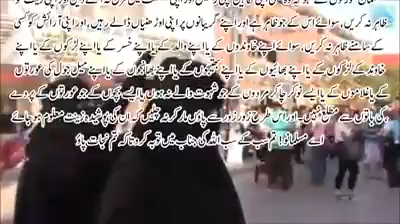 ظاہر نہ کریں، سوائے اس کے جو ظاہر ہے اور اپنے گریبانوں پر اپنی اوڑھنیاں ڈالے رہیں، اور اپنی آرائش کو کسی
کے سامنے ظاہر نہ کریں، سوائے اپنے خاوندوں کے یا اپنے والد کے یا اپنے خسر کے یا اپنے لڑکوں کے یا اپنے
خاوند کے لڑکوں کے یا اپنے بھائیوں کے یا اپنے بھتیجوں کے یا اپنے بھانجوں کے یا اپنے میل جول کی عورتوں
کے یا غلاموں کے یا ایسے نوکر چاکر مردوں کے جو شہوت والے نہ ہوں یا ایسے بچوں کے جو عورتوں کے پردے
کی باتوں سے مطلع نہیں۔ اور اس طرح زور زور سے پاؤں مار کر نہ چلیں کہ ان کی پوشیدہ زینت معلوم ہو جائے
اے مسلمانو! تم سب کے سب اللہ کی جناب میں توبہ کرو تاکہ تم نجات پاؤ